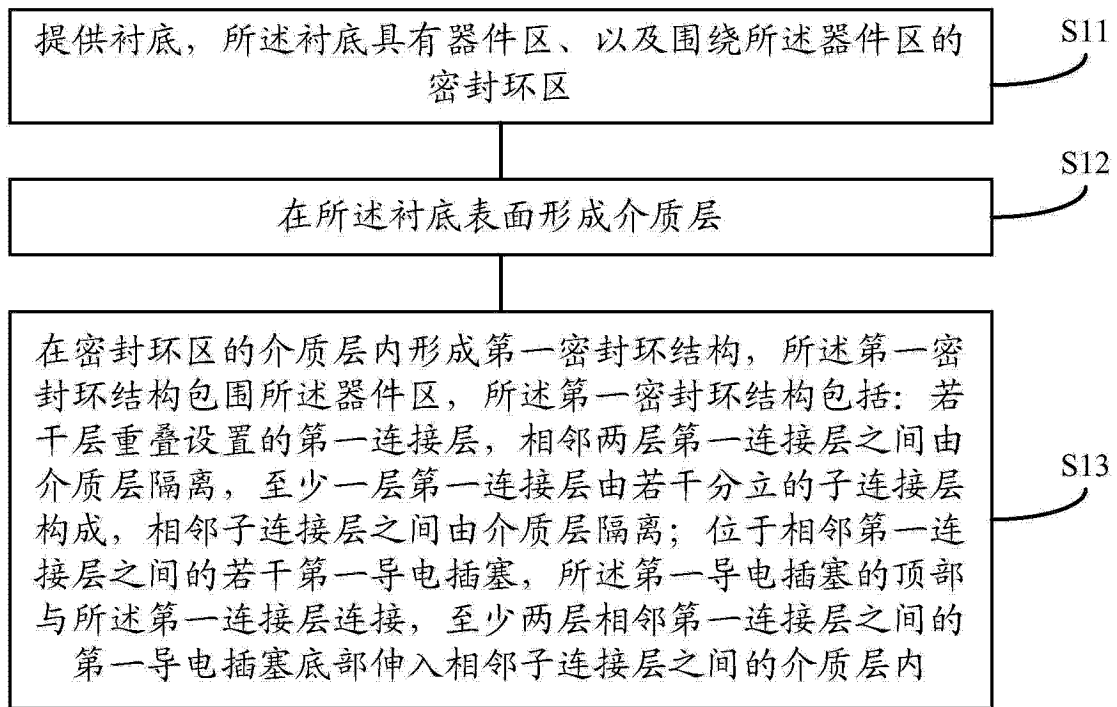 提供衬底，所述衬底具有器件区、以及围绕所述器件区的
密封环区
S11
在所述衬底表面形成介质层
S12
在密封环区的介质层内形成第一密封环结构，所述第一密
封环结构包围所述器件区，所述第一密封环结构包括：若
干层重叠设置的第一连接层，相邻两层第一连接层之间由
介质层隔离，至少一层第一连接层由若干分立的子连接层
构成，相邻子连接层之间由介质层隔离；位于相邻第一连
接层之间的若干第一导电插塞，所述第一导电插塞的顶部
与所述第一连接层连接，至少两层相邻第一连接层之间的
第一导电插塞底部伸入相邻子连接层之间的介质层内
S13